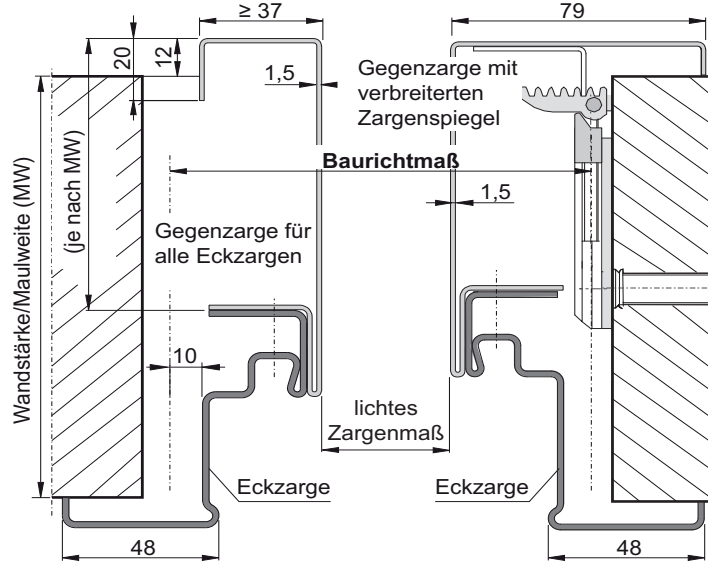 ≥ 37
79
20
12
1,5
Gegenzarge mit
verbreiterten
Zargenspiegel
Baurichtmaß
1,5
Wandstärke/Maulweite (MW)
(je nach MW)
Gegenzarge für
alle Eckzargen
10
lichtes
Zargenmaß
Eckzarge
Eckzarge
48
48